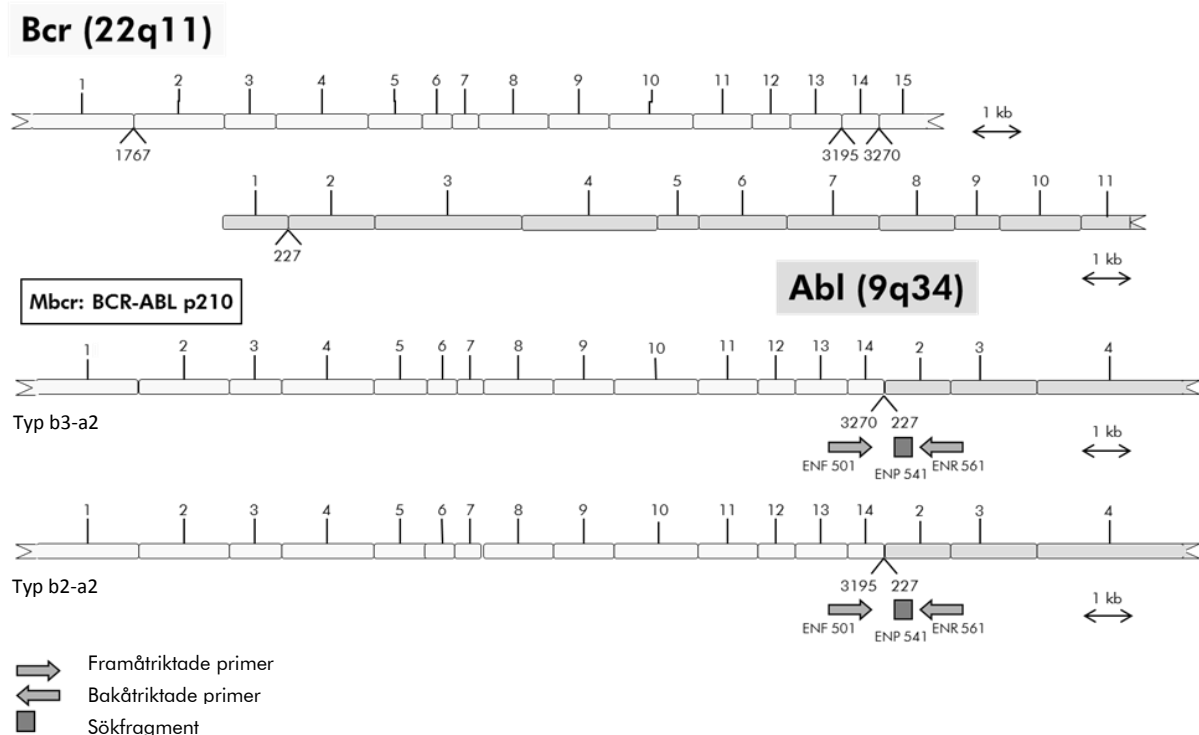 Bcr (22q11)
1 2 3 4 5 6 7 8 9 10 11 12 13 14 15
1 kb
1767 3195 3270
1 2 3 4 5 6 7 8 9 10 11
227
1 kb
Abl (9q34)
Mbcr: BCR-ABL p210
1 2 3 4 5 6 7 8 9 10 11 12 13 14 2 3 4
Typ b3-a2
3270 227
1 kb
ENF 501 ENP 541 ENR 561
1 2 3 4 5 6 7 8 9 10 11 12 13 14 2 3 4
Typ b2-a2
3195 227
1 kb
ENF 501 ENP 541 ENR 561
Framåtriktade primer
Bakåtriktade primer
Sökfragment